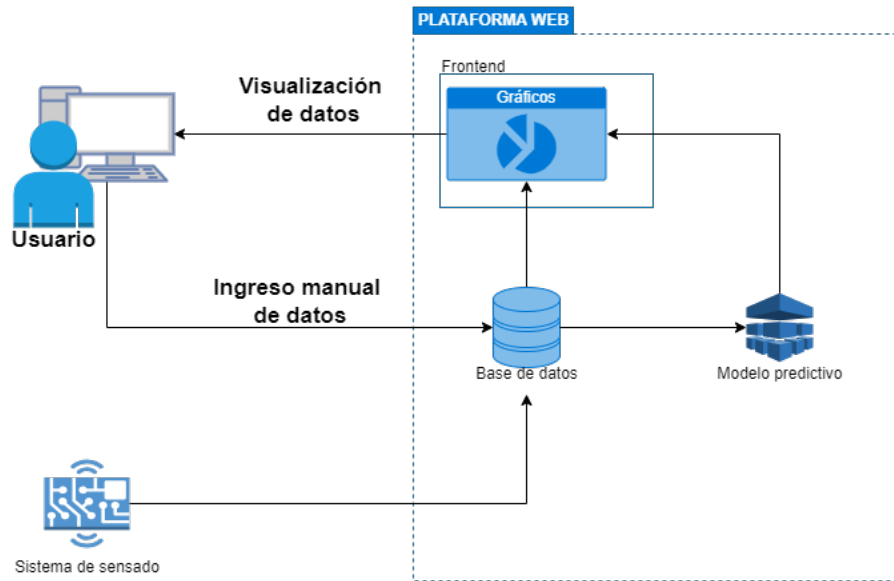 PLATAFORMA WEB
Frontend
Gráficos
Visualización
de datos
Usuario
Ingreso manual
de datos
Base de datos
Modelo predictivo
Sistema de sensado